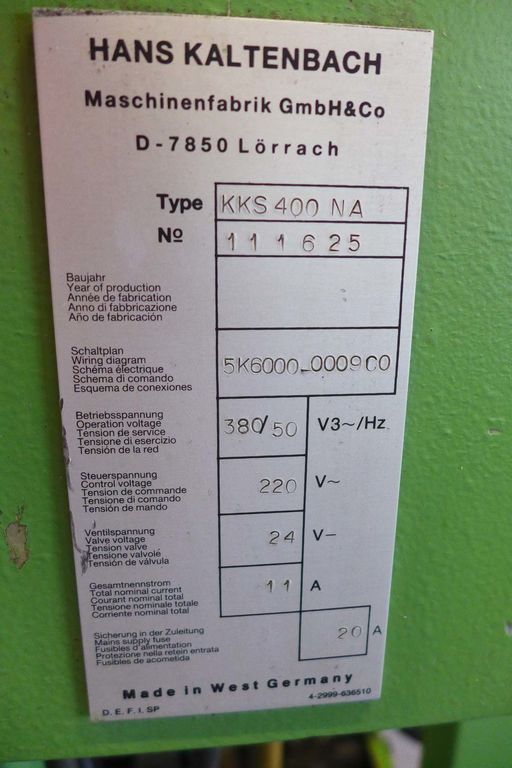 HANS KALTENBACH
Maschinenfabrik GmbH&Co
D-7850 Lörrach
Type KKS 400 NA
Nº 111625
Baujahr
Year of production
Année de fabrication
Anno di fabbricazione
Año de fabricación
Schaltplan
Wiring diagram
Schéma électrique
Schema di comando
Esquema de conexiones
5K6000-0009C0
Betriebsspannung
Operation voltage
Tension de service
Tensione di esercizio
Tensión de la red
380/50 V3~/Hz
Steuerspannung
Control voltage
Tension de commande
Tensione di comando
Tensión de mando
220 V~
Ventilspannung
Valve voltage
Tension valve
Tensione valvole
Tensión de válvula
24 V–
Gesamtnennstrom
Total nominal current
Courant nominal total
Tensione nominale totale
Corriente nominal total
11 A
Sicherung in der Zuleitung
Mains supply fuse
Fusibles d'alimentation
Protezione nella retein entrata
Fusibles de acometida
20 A
Made in West Germany
D. E. F. I. SP 4-2999-636510